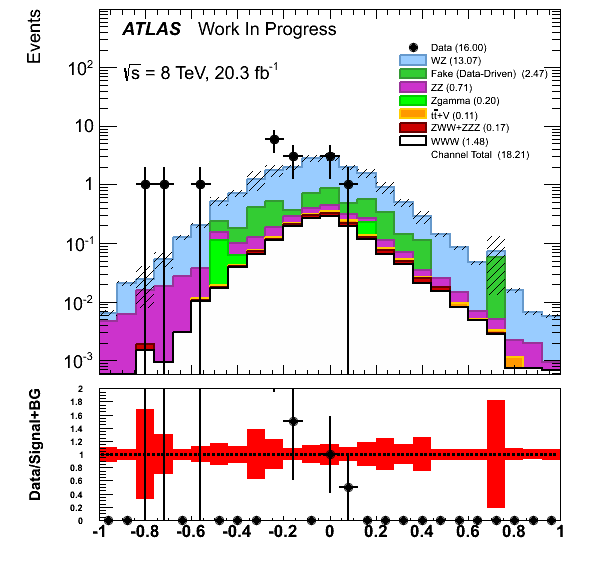 ATLAS Work In Progress
√s = 8 TeV, 20.3 fb⁻¹
Events
10²
10
1
10⁻¹
10⁻²
10⁻³
Data (16.00)
WZ (13.07)
Fake (Data-Driven) (2.47)
ZZ (0.71)
Zgamma (0.20)
tt̄+V (0.11)
ZWW+ZZZ (0.17)
WWW (1.48)
Channel Total (18.21)
Data/Signal+BG
2
1.8
1.6
1.4
1.2
1
0.8
0.6
0.4
0.2
0
-1 -0.8 -0.6 -0.4 -0.2 0 0.2 0.4 0.6 0.8 1